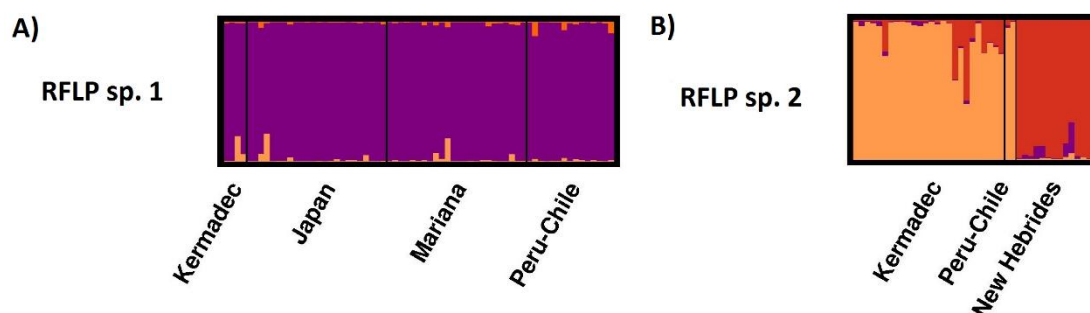 A)
RFLP sp. 1
Kermadec
Japan
Mariana
Peru-Chile
B)
RFLP sp. 2
Kermadec
Peru-Chile
New Hebrides